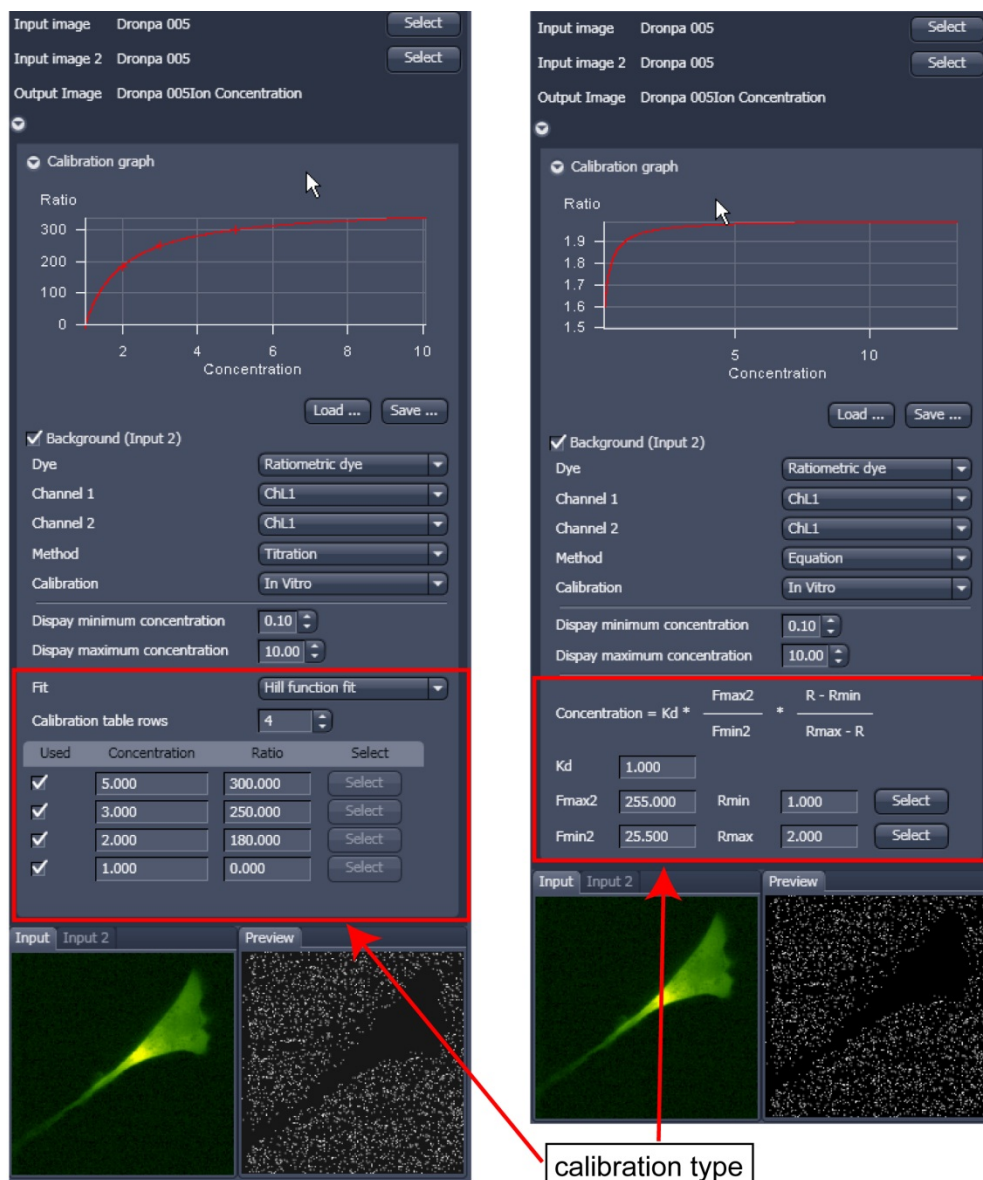 Input image Dronpa 005 Select
Input image 2 Dronpa 005 Select
Output Image Dronpa 005Ion Concentration
Calibration graph
Ratio
300
200
100
0
2 4 6 8 10
Concentration
Load ... Save ...
Background (Input 2)
Dye Ratiometric dye
Channel 1 ChL1
Channel 2 ChL1
Method Titration
Calibration In Vitro
Dispay minimum concentration 0.10
Dispay maximum concentration 10.00
Fit Hill function fit
Calibration table rows 4
Used Concentration Ratio Select
5.000 300.000 Select
3.000 250.000 Select
2.000 180.000 Select
1.000 0.000 Select
Input Input 2 Preview
Input image Dronpa 005 Select
Input image 2 Dronpa 005 Select
Output Image Dronpa 005Ion Concentration
Calibration graph
Ratio
1.9
1.8
1.7
1.6
1.5
5 10
Concentration
Load ... Save ...
Background (Input 2)
Dye Ratiometric dye
Channel 1 ChL1
Channel 2 ChL1
Method Equation
Calibration In Vitro
Dispay minimum concentration 0.10
Dispay maximum concentration 10.00
Fmax2 R - Rmin
Concentration = Kd * *
Fmin2 Rmax - R
Kd 1.000
Fmax2 255.000 Rmin 1.000 Select
Fmin2 25.500 Rmax 2.000 Select
Input Input 2 Preview
calibration type